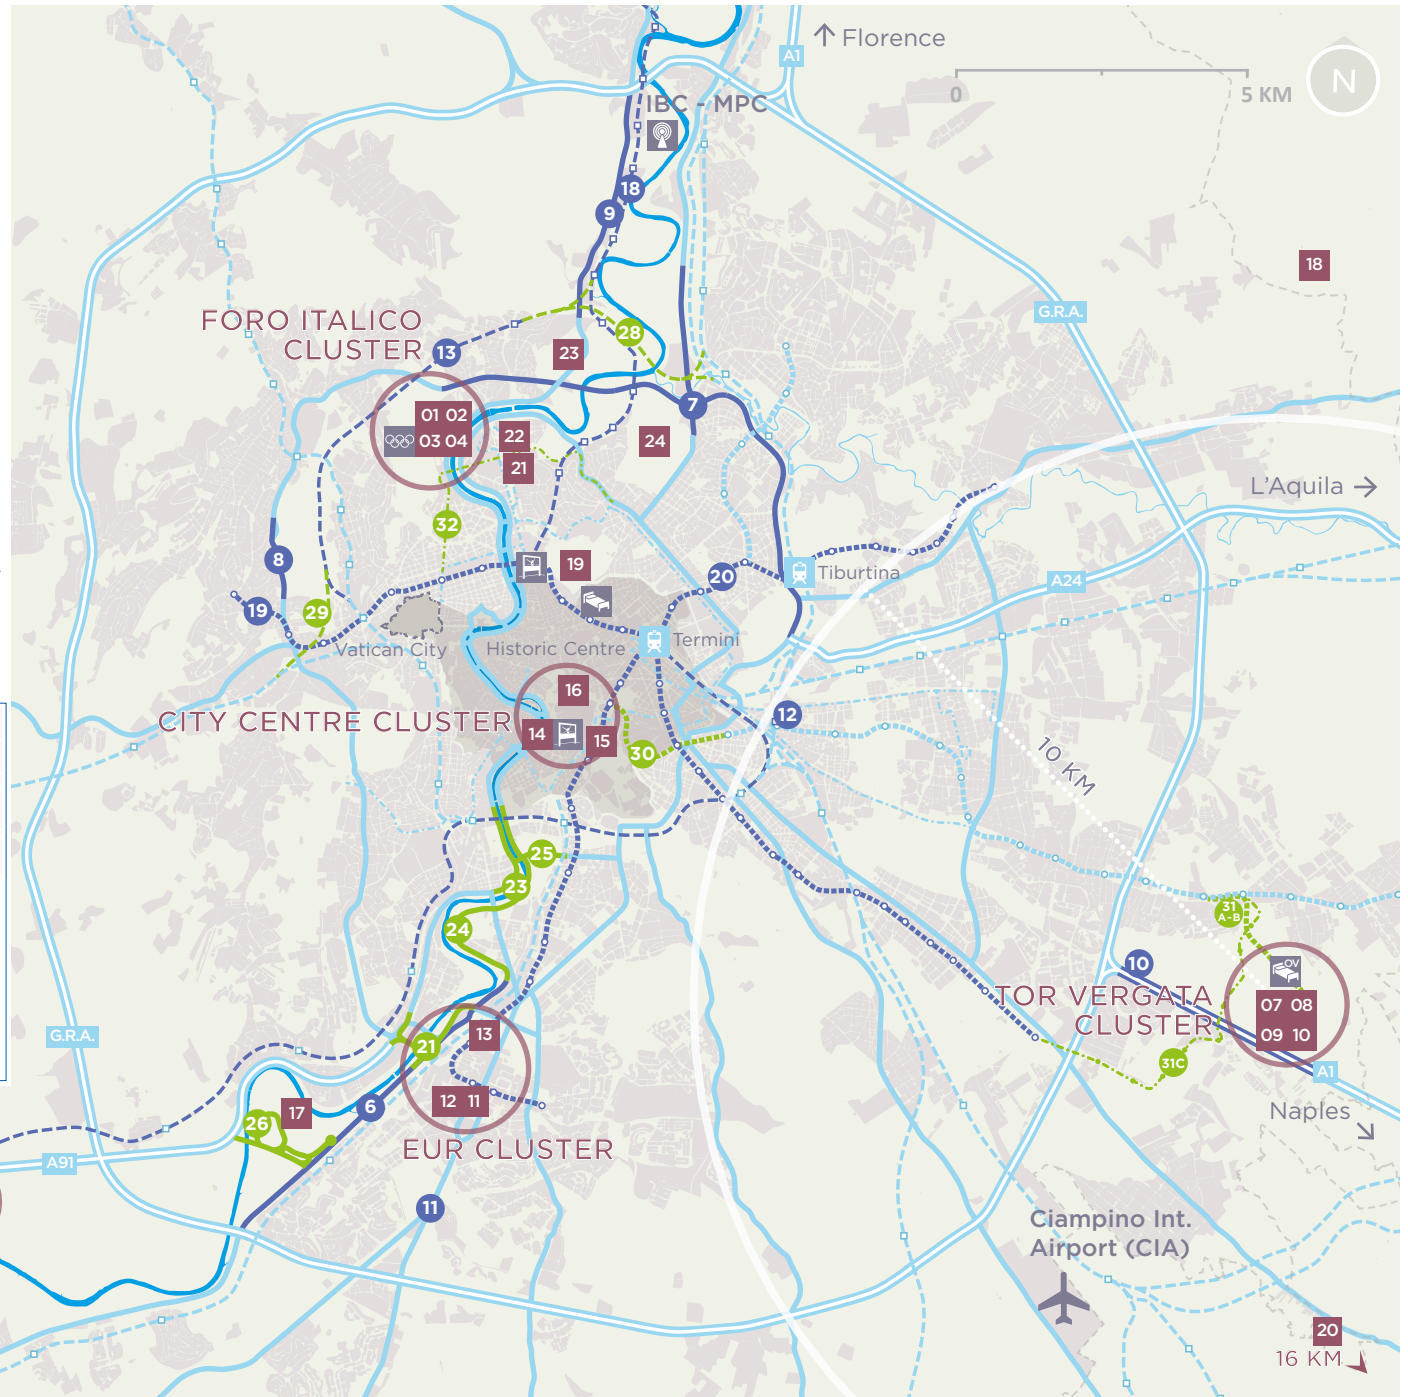 Florence
A1
N
0
5 KM
IBC - MPC
18
9
18
G.R.A.
FORO ITALICO
CLUSTER
13
28
23
7
01 02
03 04
22
24
21
L'Aquila
32
8
19
20
Tiburtina
A24
19
29
Vatican City
Historic Centre
Termini
16
CITY CENTRE CLUSTER
14
15
12
30
10 KM
25
23
24
31
A-B
OV
10
TOR VERGATA
CLUSTER
07 08
09 10
G.R.A.
13
21
31C
A1
12 11
6
17
26
Naples
EUR CLUSTER
A91
11
Ciampino Int.
Airport (CIA)
20
16 KM